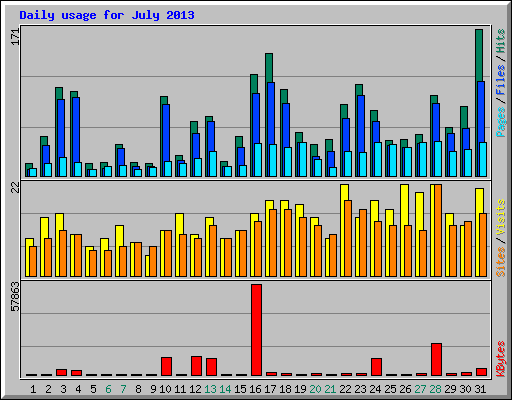 Daily usage for July 2013
171
Pages / Files / Hits
22
Sites / Visits
57863
KBytes
1 2 3 4 5 6 7 8 9 10 11 12 13 14 15 16 17 18 19 20 21 22 23 24 25 26 27 28 29 30 31